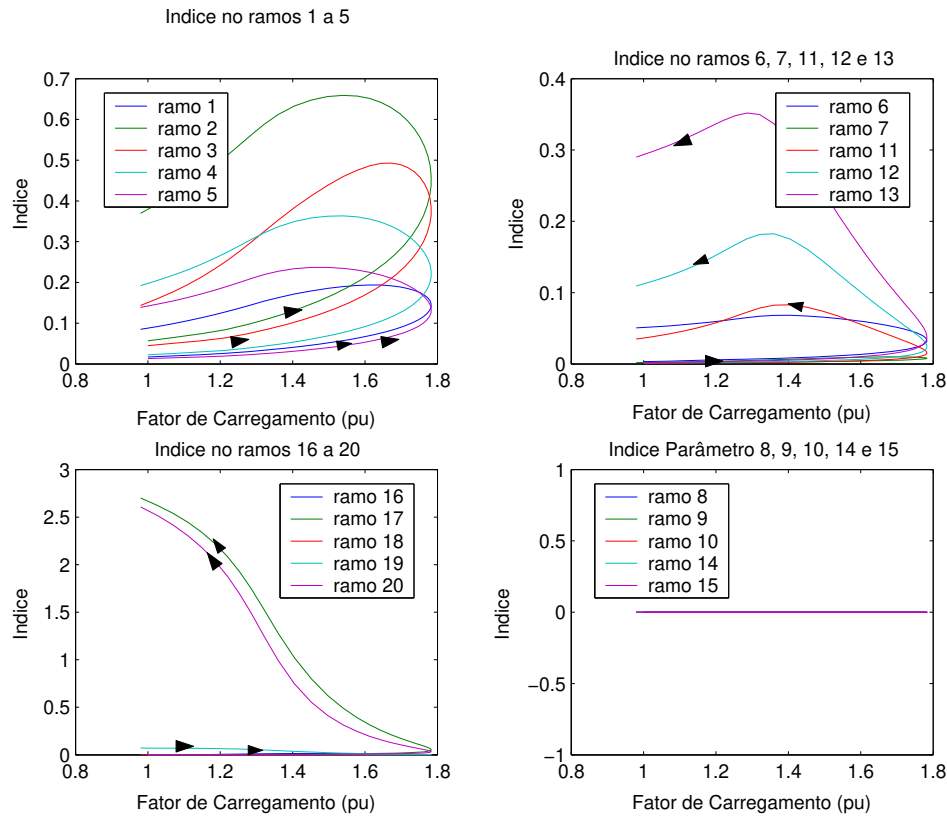 Indice no ramos 1 a 5
0.7
0.6
0.5
0.4
0.3
0.2
0.1
0
Indice
ramo 1
ramo 2
ramo 3
ramo 4
ramo 5
0.8
1
1.2
1.4
1.6
1.8
Fator de Carregamento (pu)
Indice no ramos 6, 7, 11, 12 e 13
0.4
0.3
0.2
0.1
0
Indice
ramo 6
ramo 7
ramo 11
ramo 12
ramo 13
0.8
1
1.2
1.4
1.6
1.8
Fator de Carregamento (pu)
Indice no ramos 16 a 20
3
2.5
2
1.5
1
0.5
0
Indice
ramo 16
ramo 17
ramo 18
ramo 19
ramo 20
0.8
1
1.2
1.4
1.6
1.8
Fator de Carregamento (pu)
Indice Parâmetro 8, 9, 10, 14 e 15
1
0.5
0
−0.5
−1
Indice
ramo 8
ramo 9
ramo 10
ramo 14
ramo 15
0.8
1
1.2
1.4
1.6
1.8
Fator de Carregamento (pu)